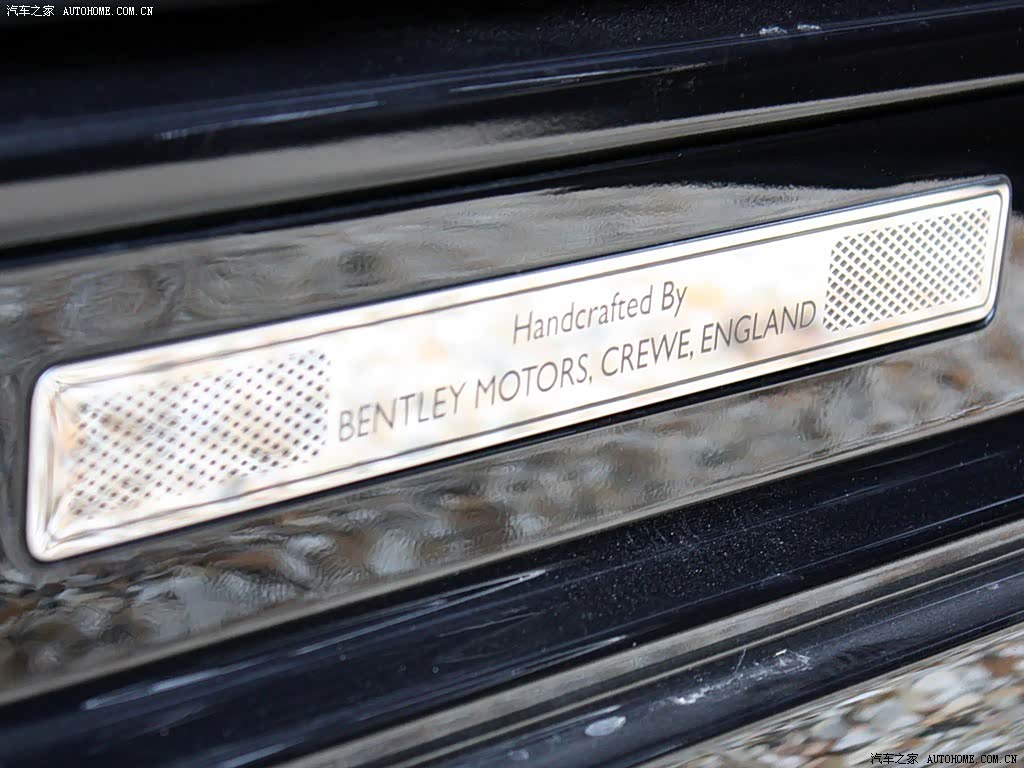 汽车之家 AUTOHOME.COM.CN
Handcrafted By
BENTLEY MOTORS, CREWE, ENGLAND
汽车之家 AUTOHOME.COM.CN